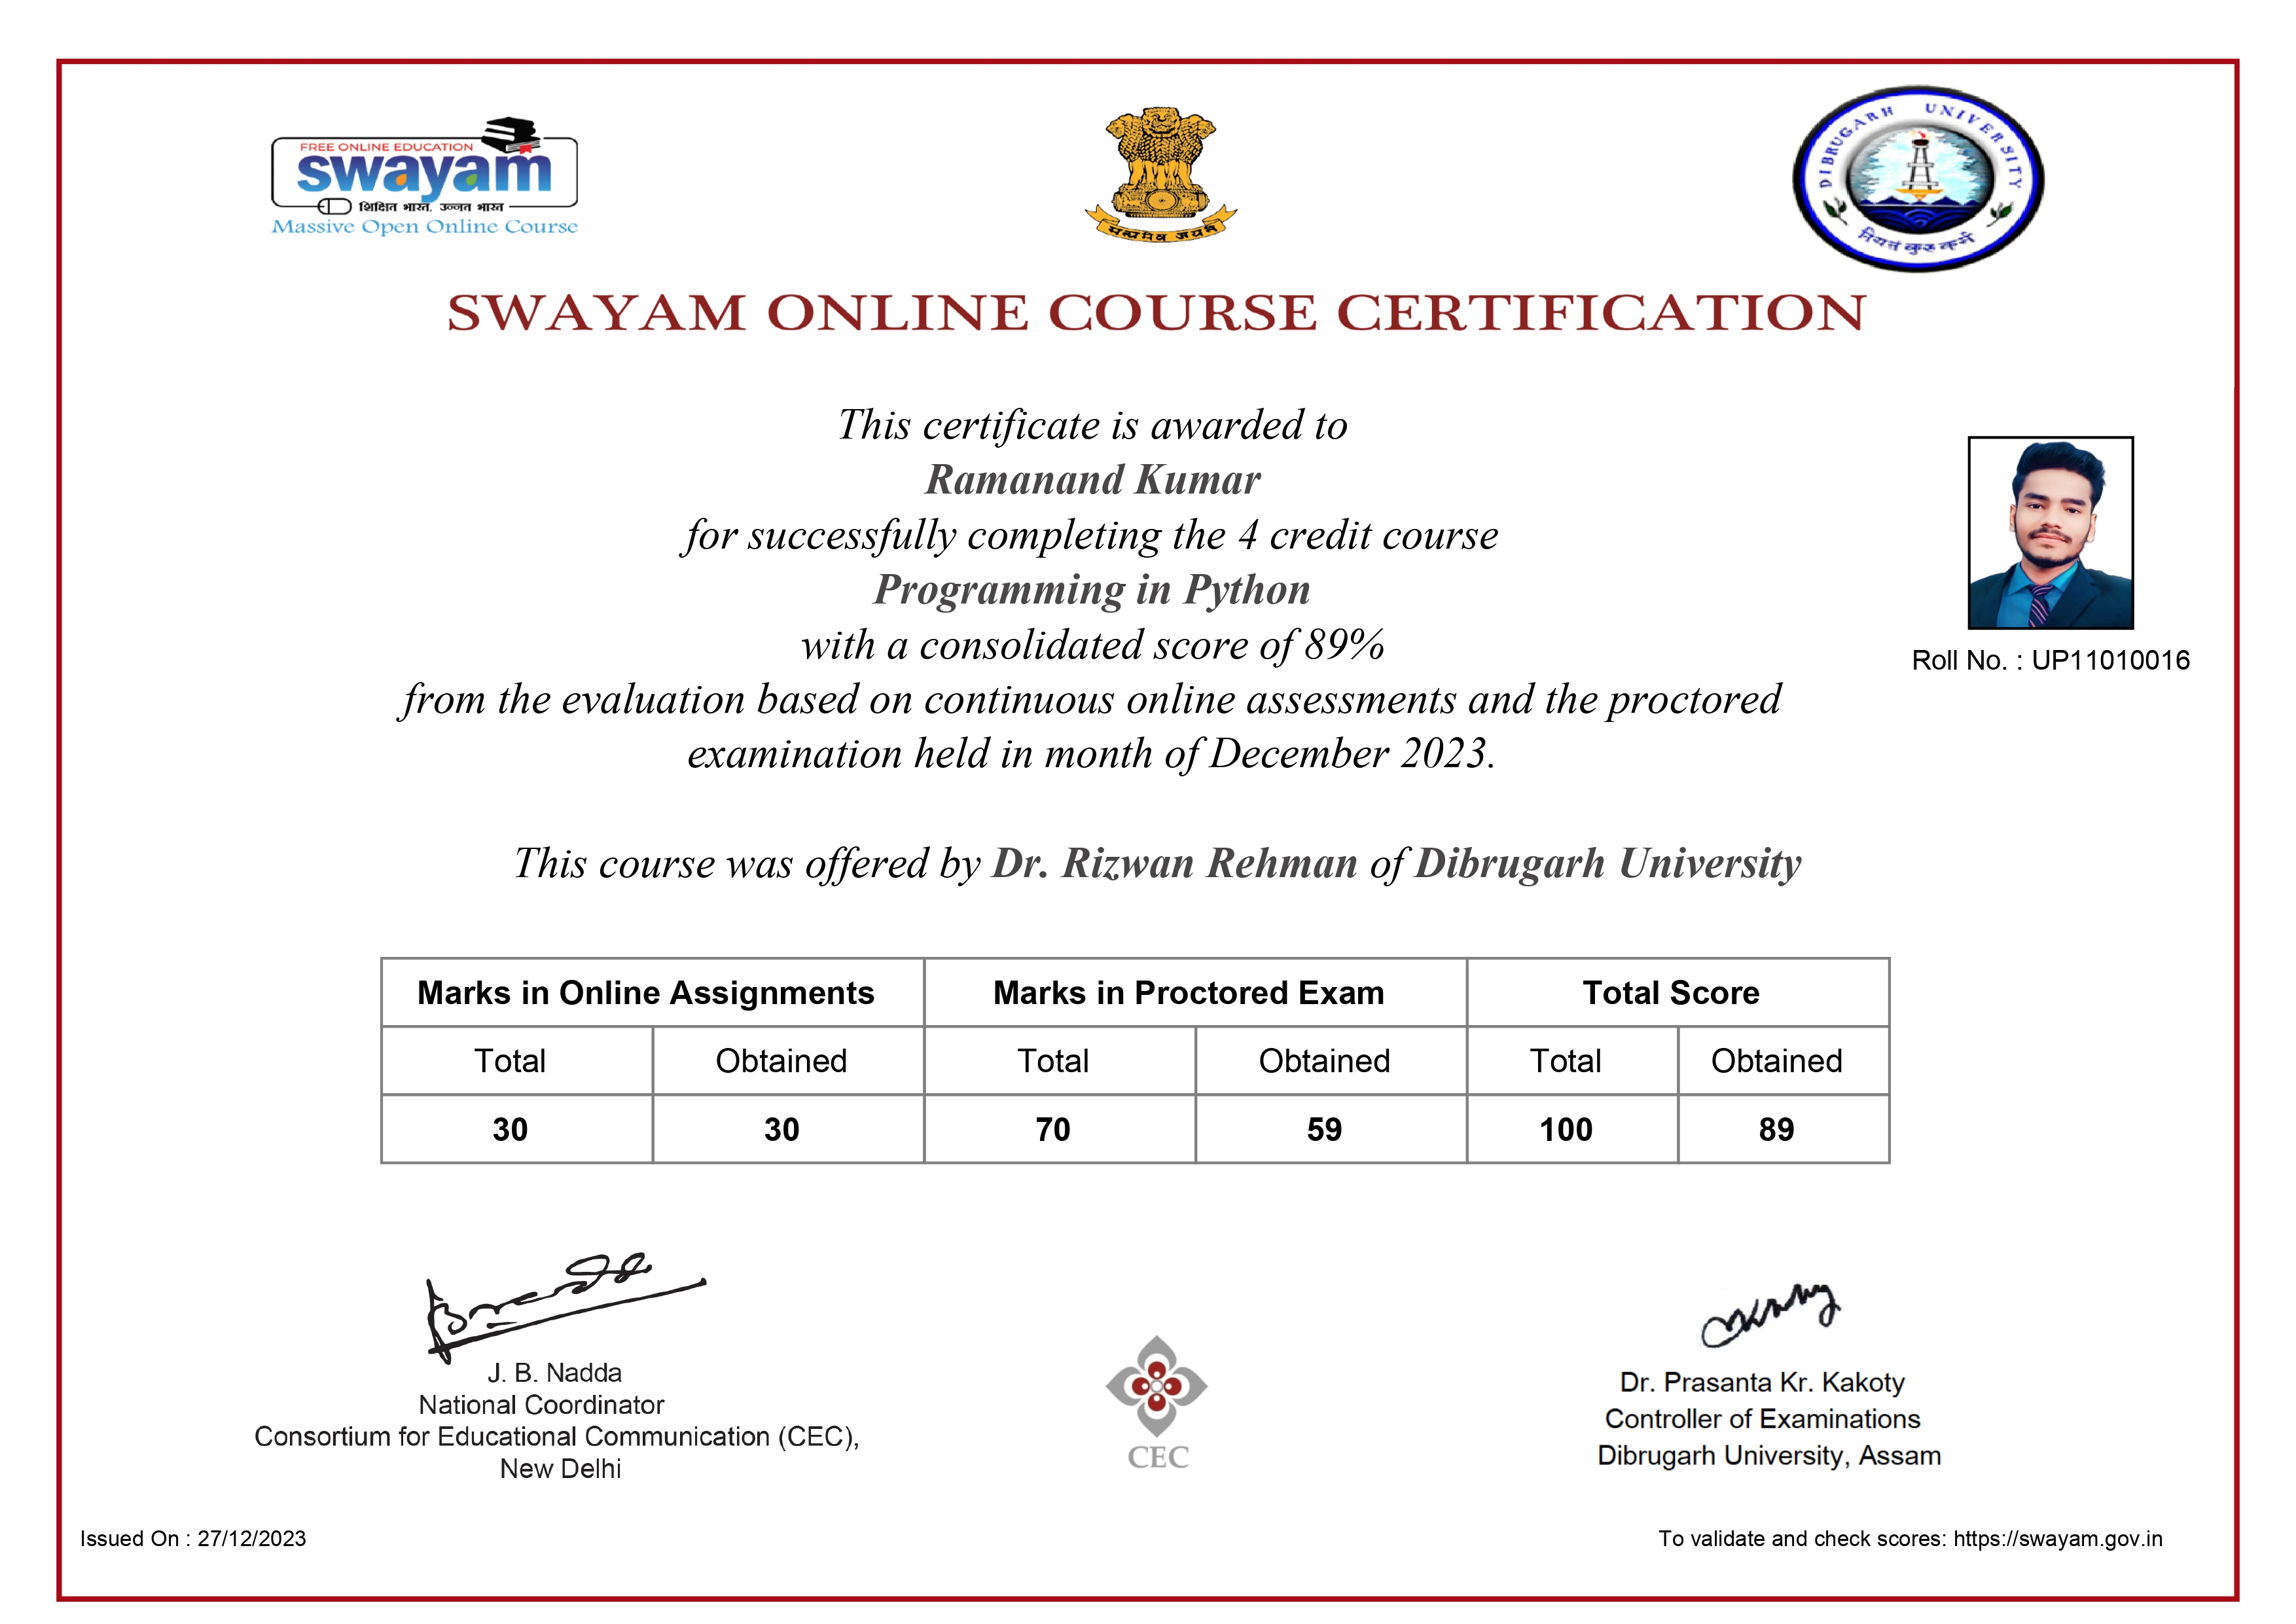 FREE ONLINE EDUCATION
swayam
शिक्षित भारत, उन्नत भारत
Massive Open Online Course
सत्यमेव जयते
DIBRUGARH UNIVERSITY
नियतं कुरु कर्म
SWAYAM ONLINE COURSE CERTIFICATION
This certificate is awarded to
Ramanand Kumar
for successfully completing the 4 credit course
Programming in Python
with a consolidated score of 89%
from the evaluation based on continuous online assessments and the proctored
examination held in month of December 2023.
Roll No. : UP11010016
This course was offered by Dr. Rizwan Rehman of Dibrugarh University
Marks in Online Assignments Marks in Proctored Exam Total Score
Total Obtained Total Obtained Total Obtained
30 30 70 59 100 89
J. B. Nadda
National Coordinator
Consortium for Educational Communication (CEC),
New Delhi
CEC
Dr. Prasanta Kr. Kakoty
Controller of Examinations
Dibrugarh University, Assam
Issued On : 27/12/2023
To validate and check scores: https://swayam.gov.in